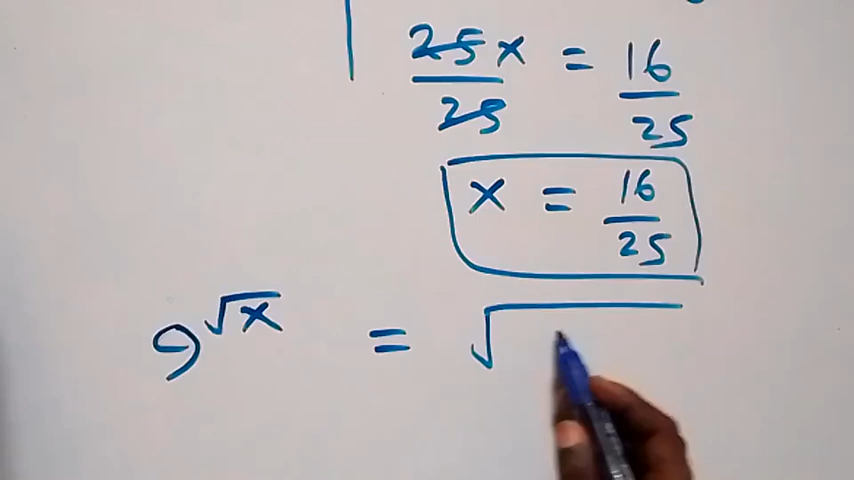 25x/25 = 16/25
x = 16/25
9^√x = √